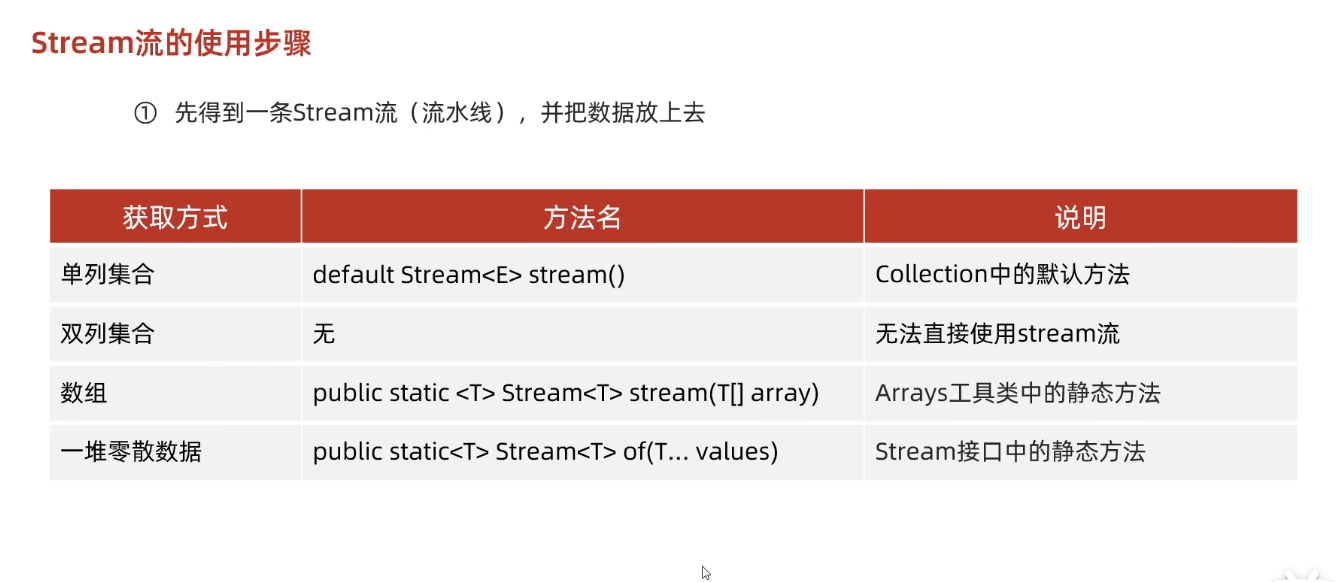 Stream流的使用步骤
① 先得到一条Stream流（流水线），并把数据放上去
获取方式 方法名 说明
单列集合 default Stream<E> stream() Collection中的默认方法
双列集合 无 无法直接使用stream流
数组 public static <T> Stream<T> stream(T[] array) Arrays工具类中的静态方法
一堆零散数据 public static<T> Stream<T> of(T... values) Stream接口中的静态方法